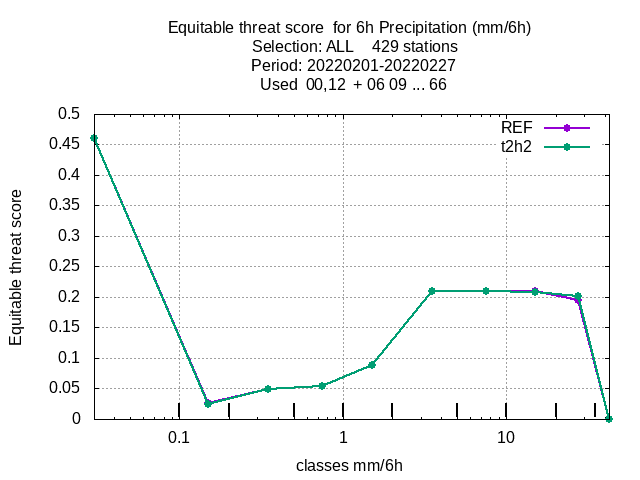 Equitable threat score  for 6h Precipitation (mm/6h)
Selection: ALL    429 stations
Period: 20220201-20220227
Used  00,12  + 06 09 ... 66
REF
t2h2
0.5
0.45
0.4
0.35
0.3
0.25
0.2
0.15
0.1
0.05
0
Equitable threat score
0.1
1
10
classes mm/6h